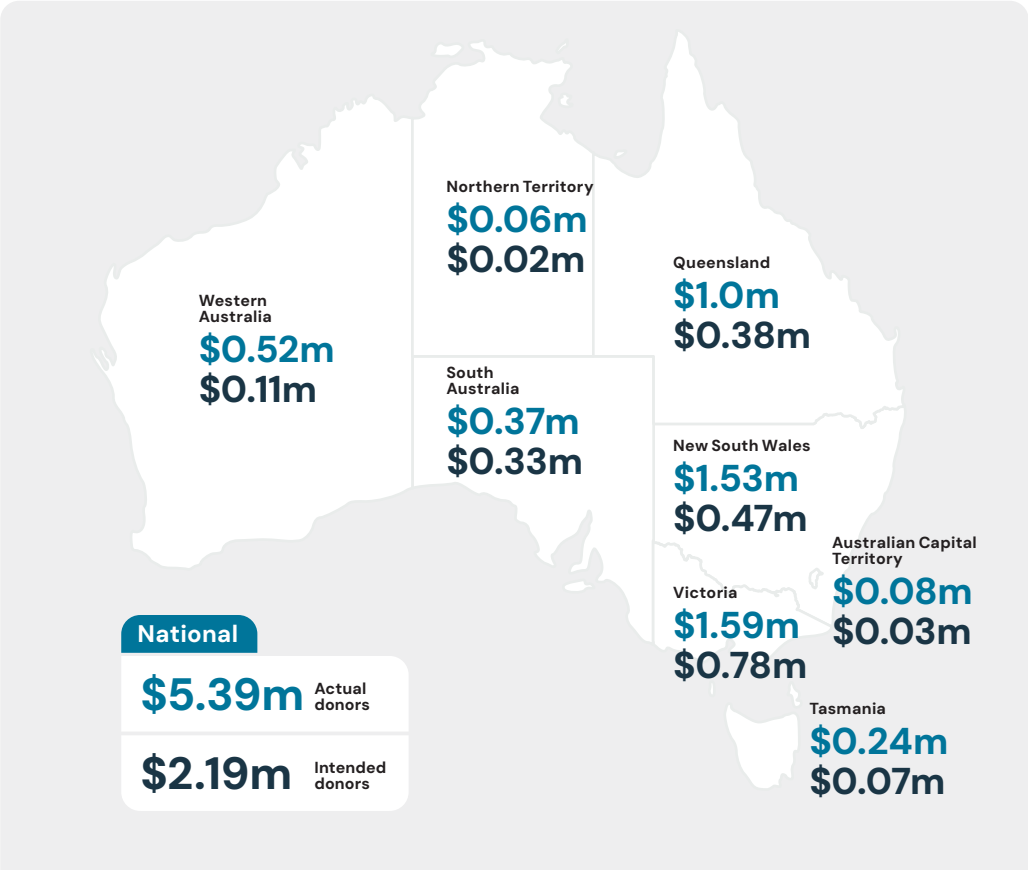 Northern Territory
$0.06m
$0.02m
Queensland
$1.0m
$0.38m
Western
Australia
$0.52m
$0.11m
South
Australia
$0.37m
$0.33m
New South Wales
$1.53m
$0.47m
Australian Capital
Territory
$0.08m
$0.03m
Victoria
$1.59m
$0.78m
National
$5.39m
Actual
donors
$2.19m
Intended
donors
Tasmania
$0.24m
$0.07m